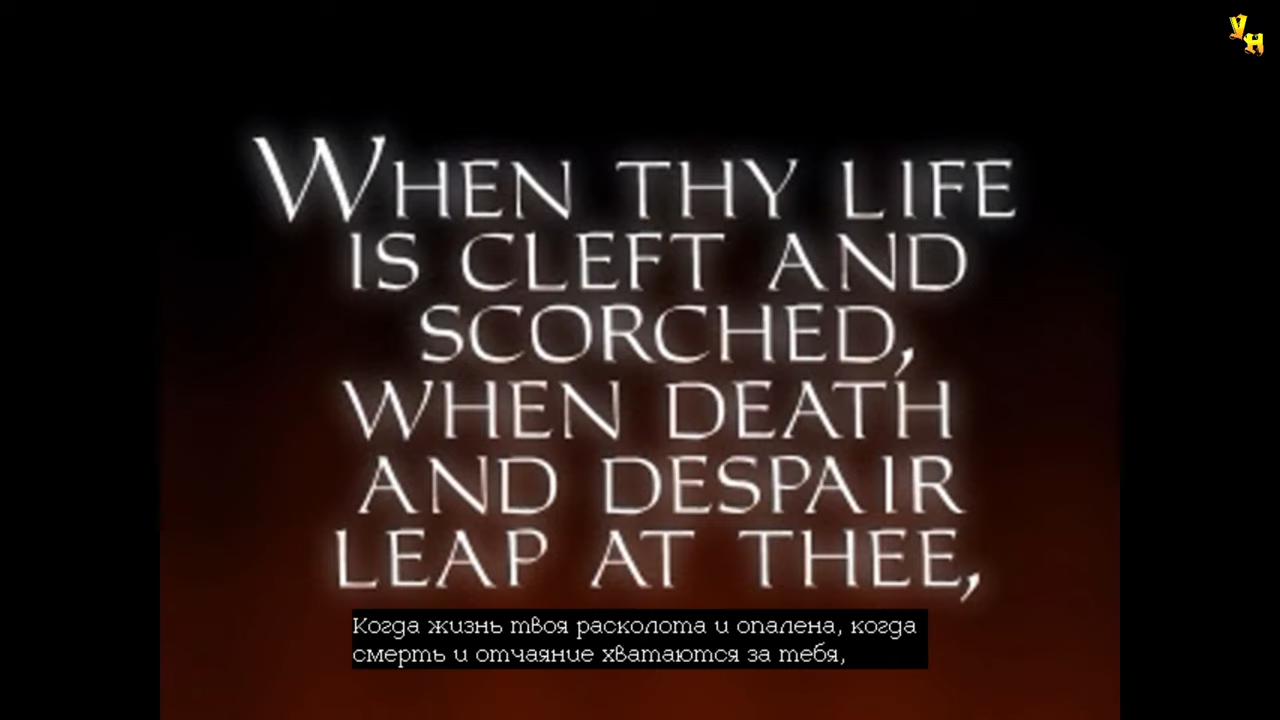 УН
WHEN THY LIFE
IS CLEFT AND
SCORCHED,
WHEN DEATH
AND DESPAIR
LEAP AT THEE,
Когда жизнь твоя расколота и опалена, когда
смерть и отчаяние хватаются за тебя,